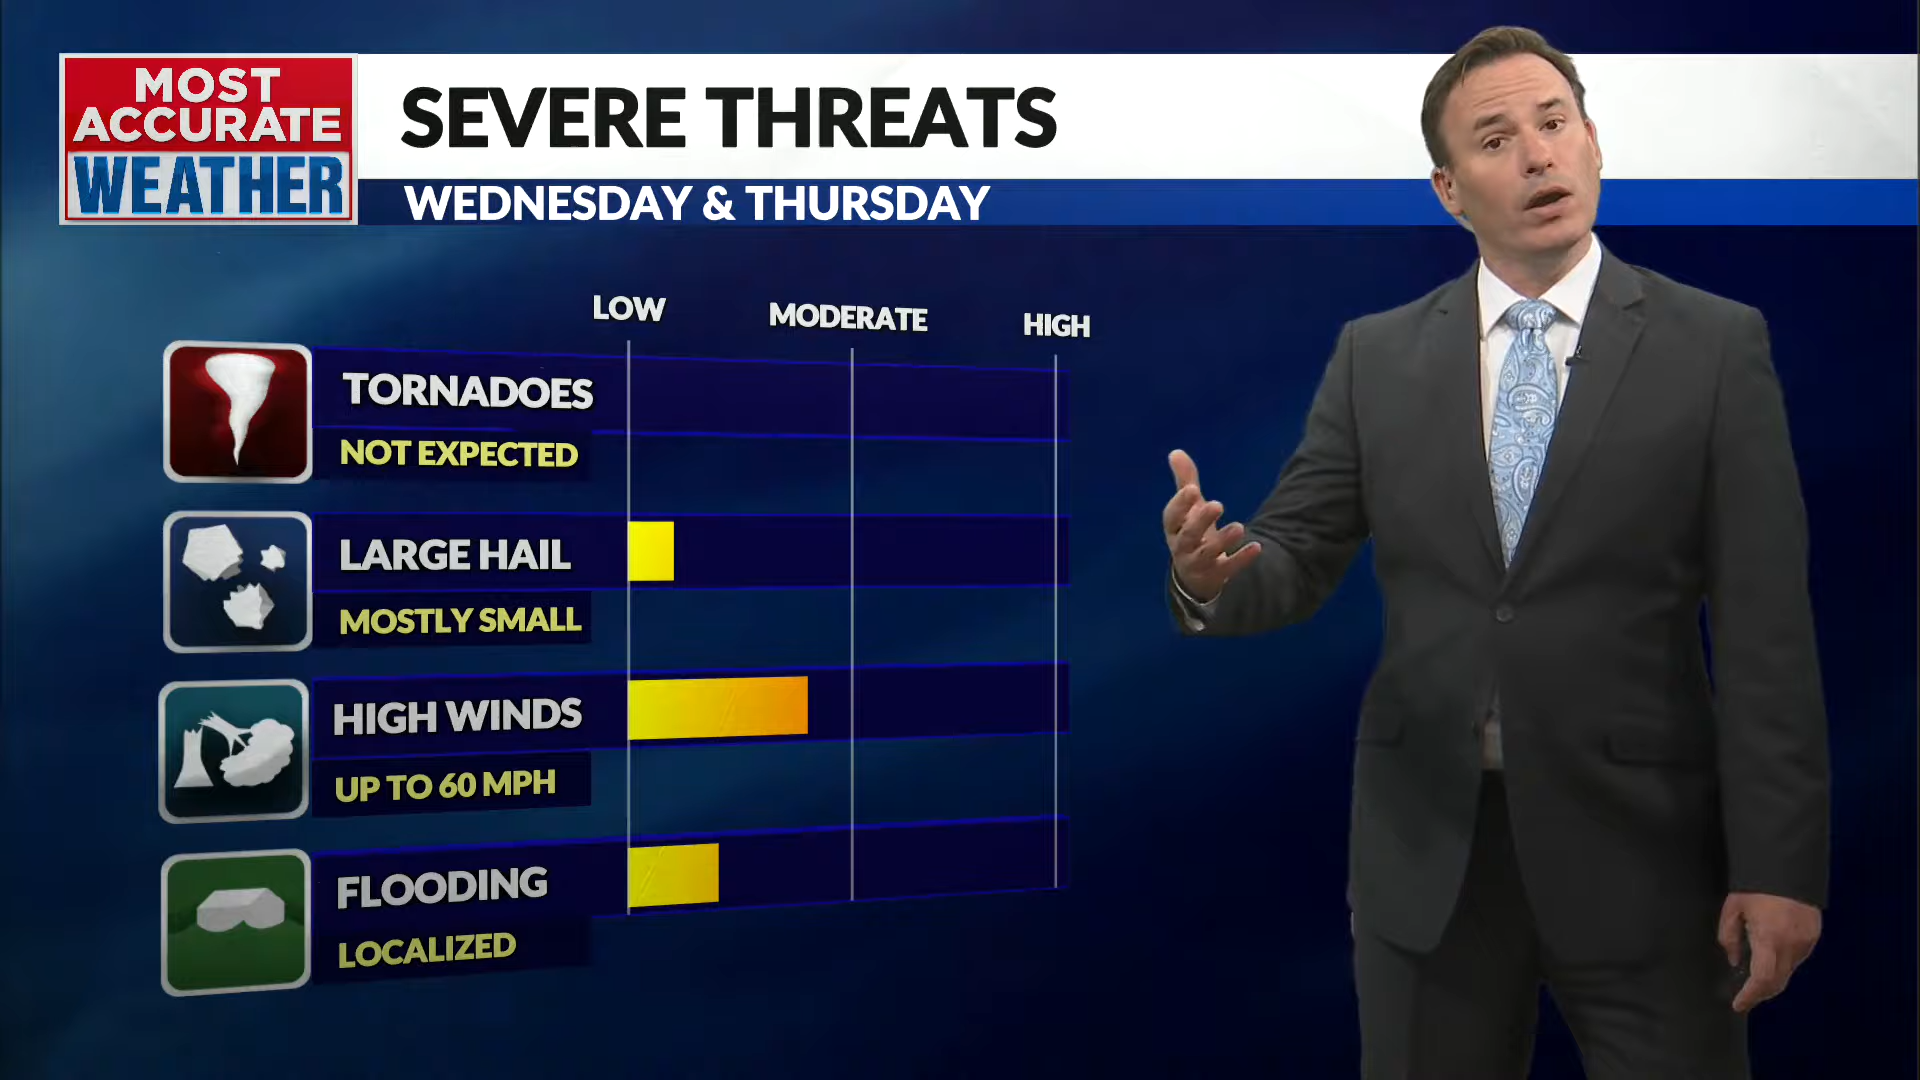 MOST
ACCURATE
WEATHER
SEVERE THREATS
WEDNESDAY & THURSDAY
LOW
MODERATE
HIGH
TORNADOES
NOT EXPECTED
LARGE HAIL
MOSTLY SMALL
HIGH WINDS
UP TO 60 MPH
FLOODING
LOCALIZED